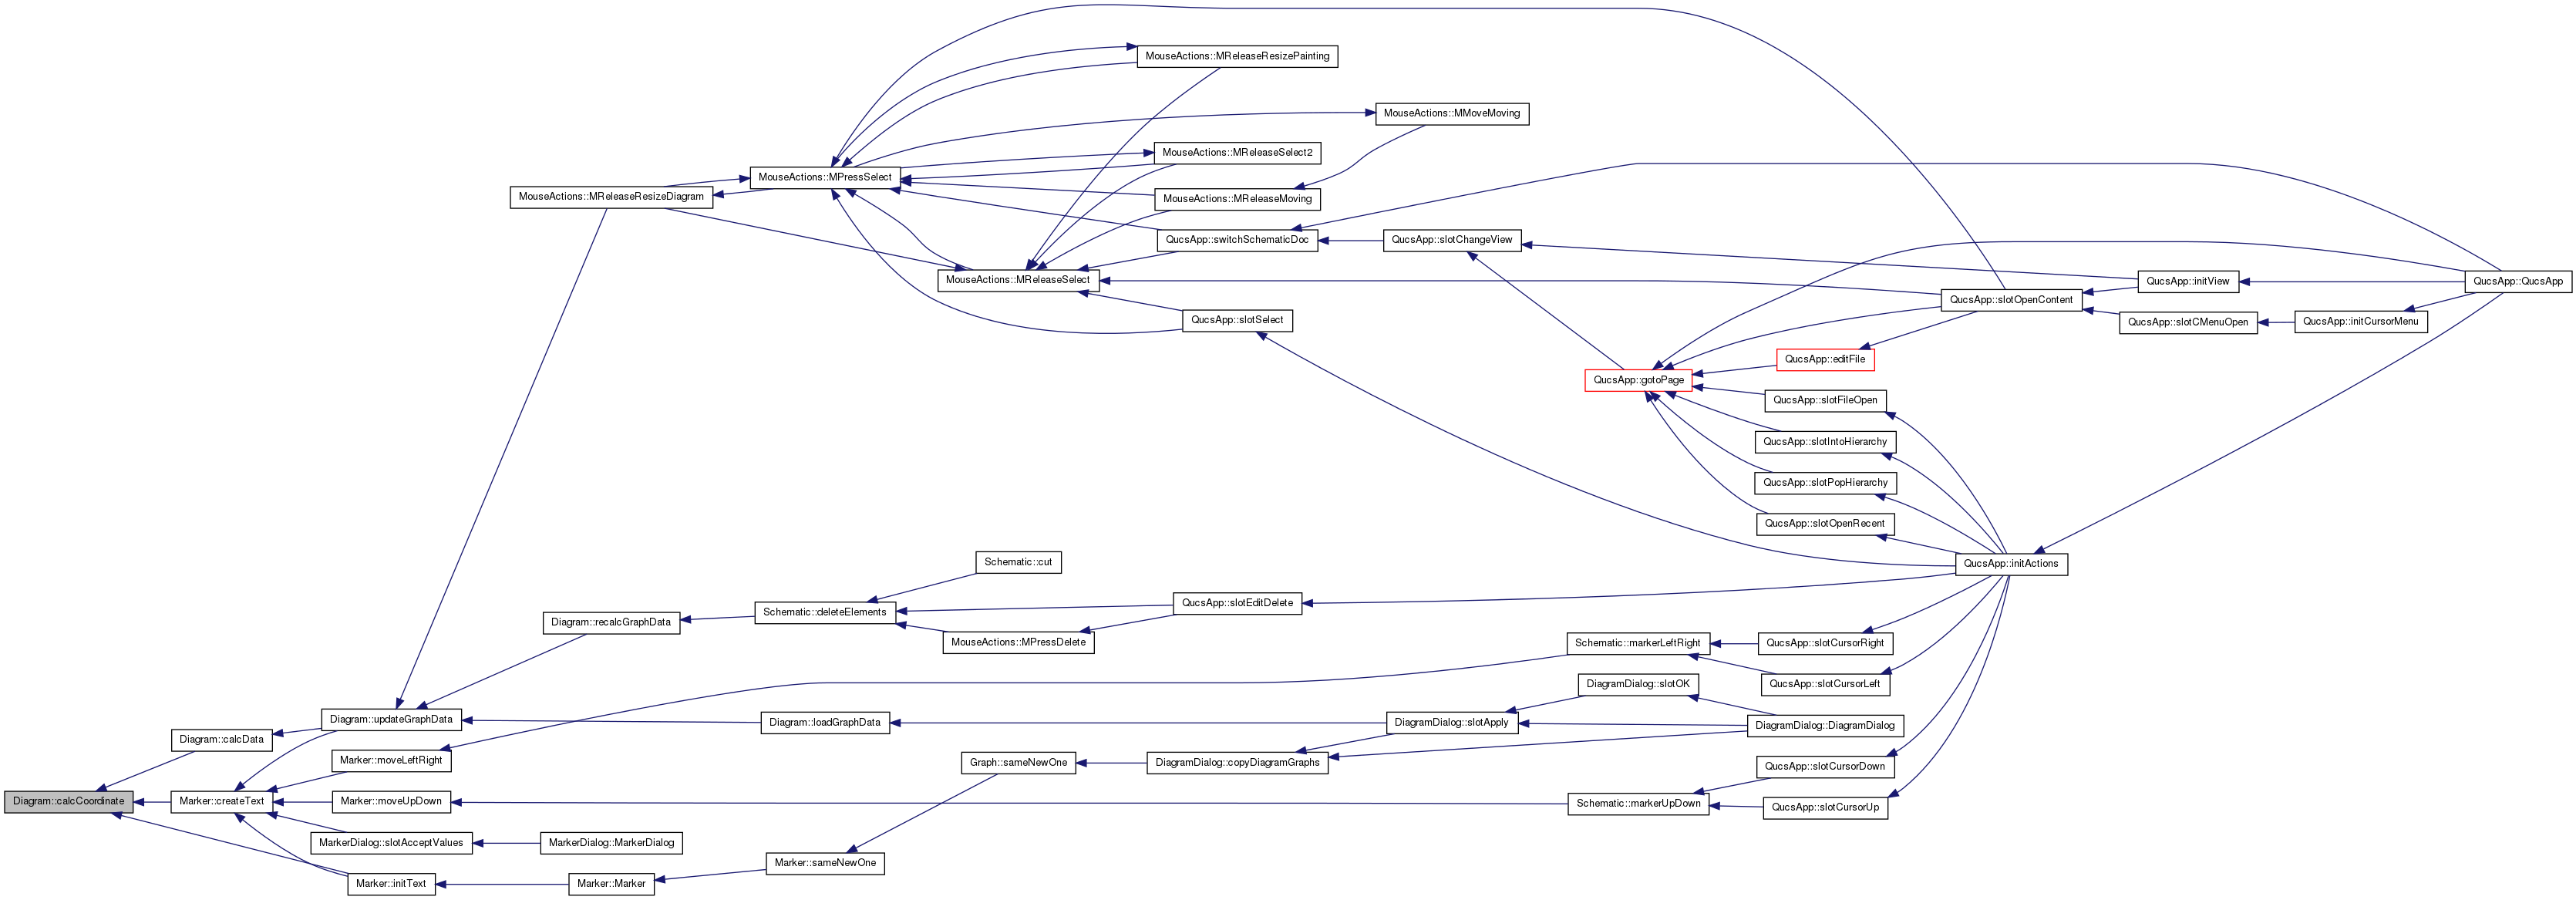 MouseActions::MReleaseResizePainting
MouseActions::MMoveMoving
MouseActions::MReleaseSelect2
MouseActions::MPressSelect
MouseActions::MReleaseResizeDiagram
MouseActions::MReleaseMoving
QucsApp::switchSchematicDoc
QucsApp::slotChangeView
MouseActions::MReleaseSelect
QucsApp::initView
QucsApp::QucsApp
QucsApp::slotOpenContent
QucsApp::slotSelect
QucsApp::slotCMenuOpen
QucsApp::initCursorMenu
QucsApp::editFile
QucsApp::gotoPage
QucsApp::slotFileOpen
QucsApp::slotIntoHierarchy
QucsApp::slotPopHierarchy
QucsApp::slotOpenRecent
Schematic::cut
QucsApp::initActions
QucsApp::slotEditDelete
Schematic::deleteElements
Diagram::recalcGraphData
MouseActions::MPressDelete
Schematic::markerLeftRight
QucsApp::slotCursorRight
DiagramDialog::slotOK
QucsApp::slotCursorLeft
Diagram::updateGraphData
Diagram::loadGraphData
DiagramDialog::slotApply
DiagramDialog::DiagramDialog
Diagram::calcData
Marker::moveLeftRight
Graph::sameNewOne
DiagramDialog::copyDiagramGraphs
QucsApp::slotCursorDown
Diagram::calcCoordinate
Marker::createText
Marker::moveUpDown
Schematic::markerUpDown
QucsApp::slotCursorUp
MarkerDialog::slotAcceptValues
MarkerDialog::MarkerDialog
Marker::sameNewOne
Marker::initText
Marker::Marker